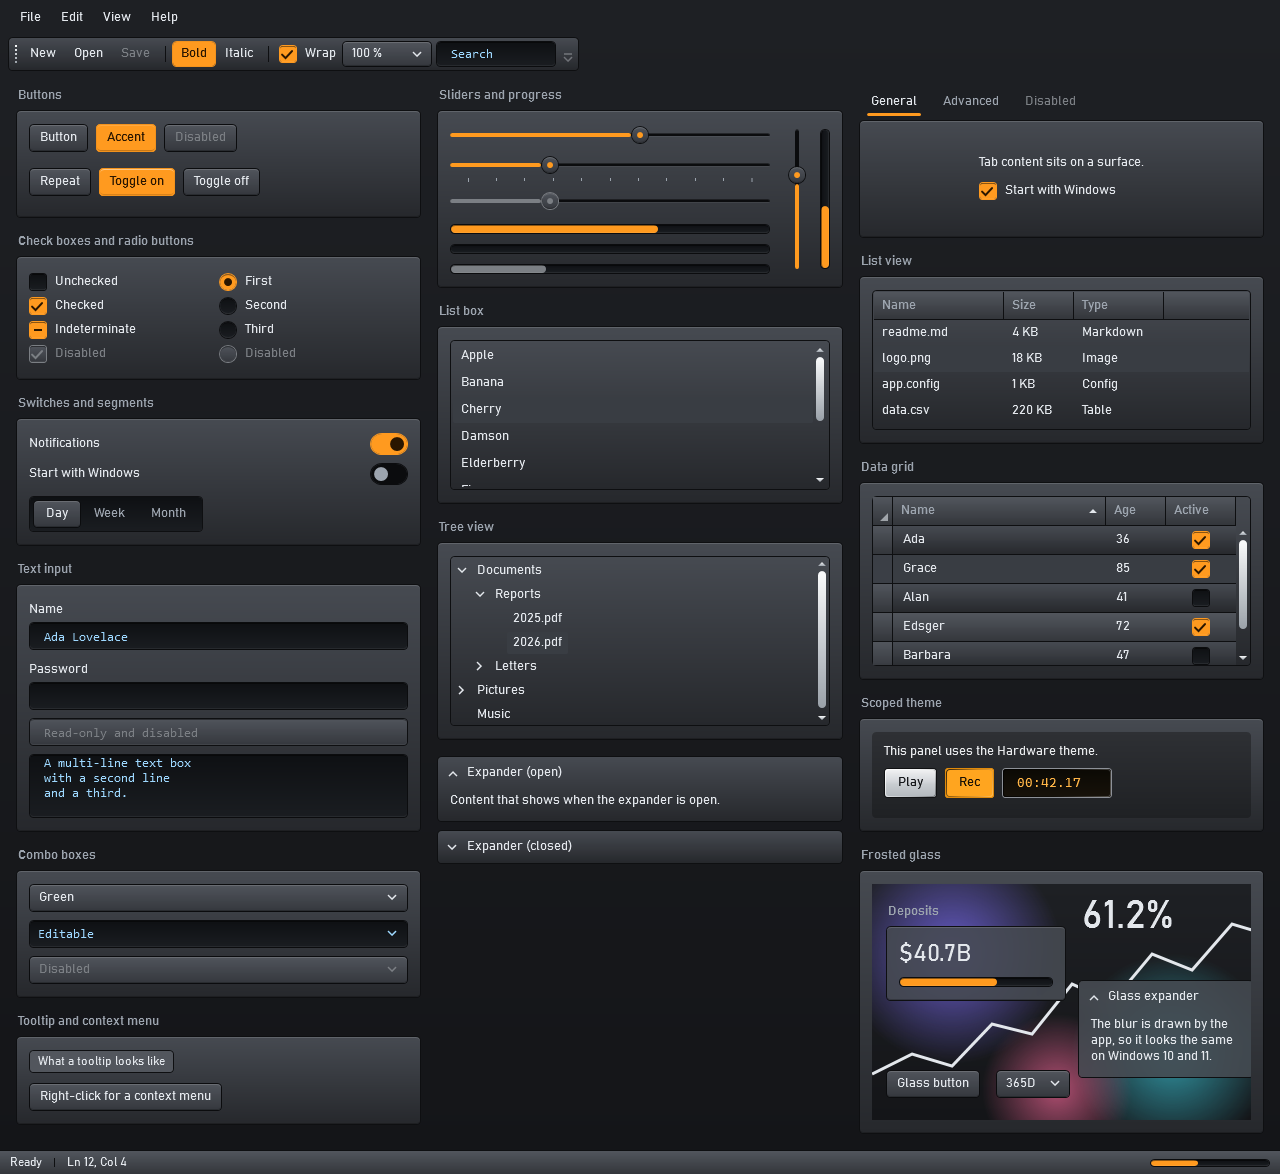 File Edit View Help
New Open Save Bold Italic Wrap 100 % Search
Buttons
Button Accent Disabled
Repeat Toggle on Toggle off
Check boxes and radio buttons
Unchecked First
Checked Second
Indeterminate Third
Disabled Disabled
Switches and segments
Notifications
Start with Windows
Day Week Month
Text input
Name
Ada Lovelace
Password
Read-only and disabled
A multi-line text box
with a second line
and a third.
Combo boxes
Green
Editable
Disabled
Tooltip and context menu
What a tooltip looks like
Right-click for a context menu
Sliders and progress
List box
Apple
Banana
Cherry
Damson
Elderberry
Tree view
Documents
Reports
2025.pdf
2026.pdf
Letters
Pictures
Music
Expander (open)
Content that shows when the expander is open.
Expander (closed)
General Advanced Disabled
Tab content sits on a surface.
Start with Windows
List view
Name Size Type
readme.md 4 KB Markdown
logo.png 18 KB Image
app.config 1 KB Config
data.csv 220 KB Table
Data grid
Name Age Active
Ada 36
Grace 85
Alan 41
Edsger 72
Barbara 47
Scoped theme
This panel uses the Hardware theme.
Play Rec 00:42.17
Frosted glass
Deposits 61.2%
$40.7B
Glass expander
The blur is drawn by the
app, so it looks the same
on Windows 10 and 11.
Glass button 365D
Ready Ln 12, Col 4